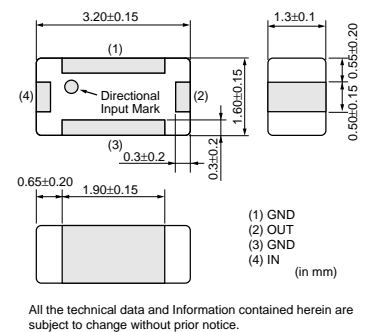 3.20±0.15
1.3±0.1
(1)
(4)
Directional
Input Mark
(2)
(3)
1.60±0.15
0.55±0.20
0.50±0.15
0.3±0.2
0.3±0.2
0.65±0.20
1.90±0.15
(1) GND
(2) OUT
(3) GND
(4) IN
(in mm)
All the technical data and Information contained herein are
subject to change without prior notice.